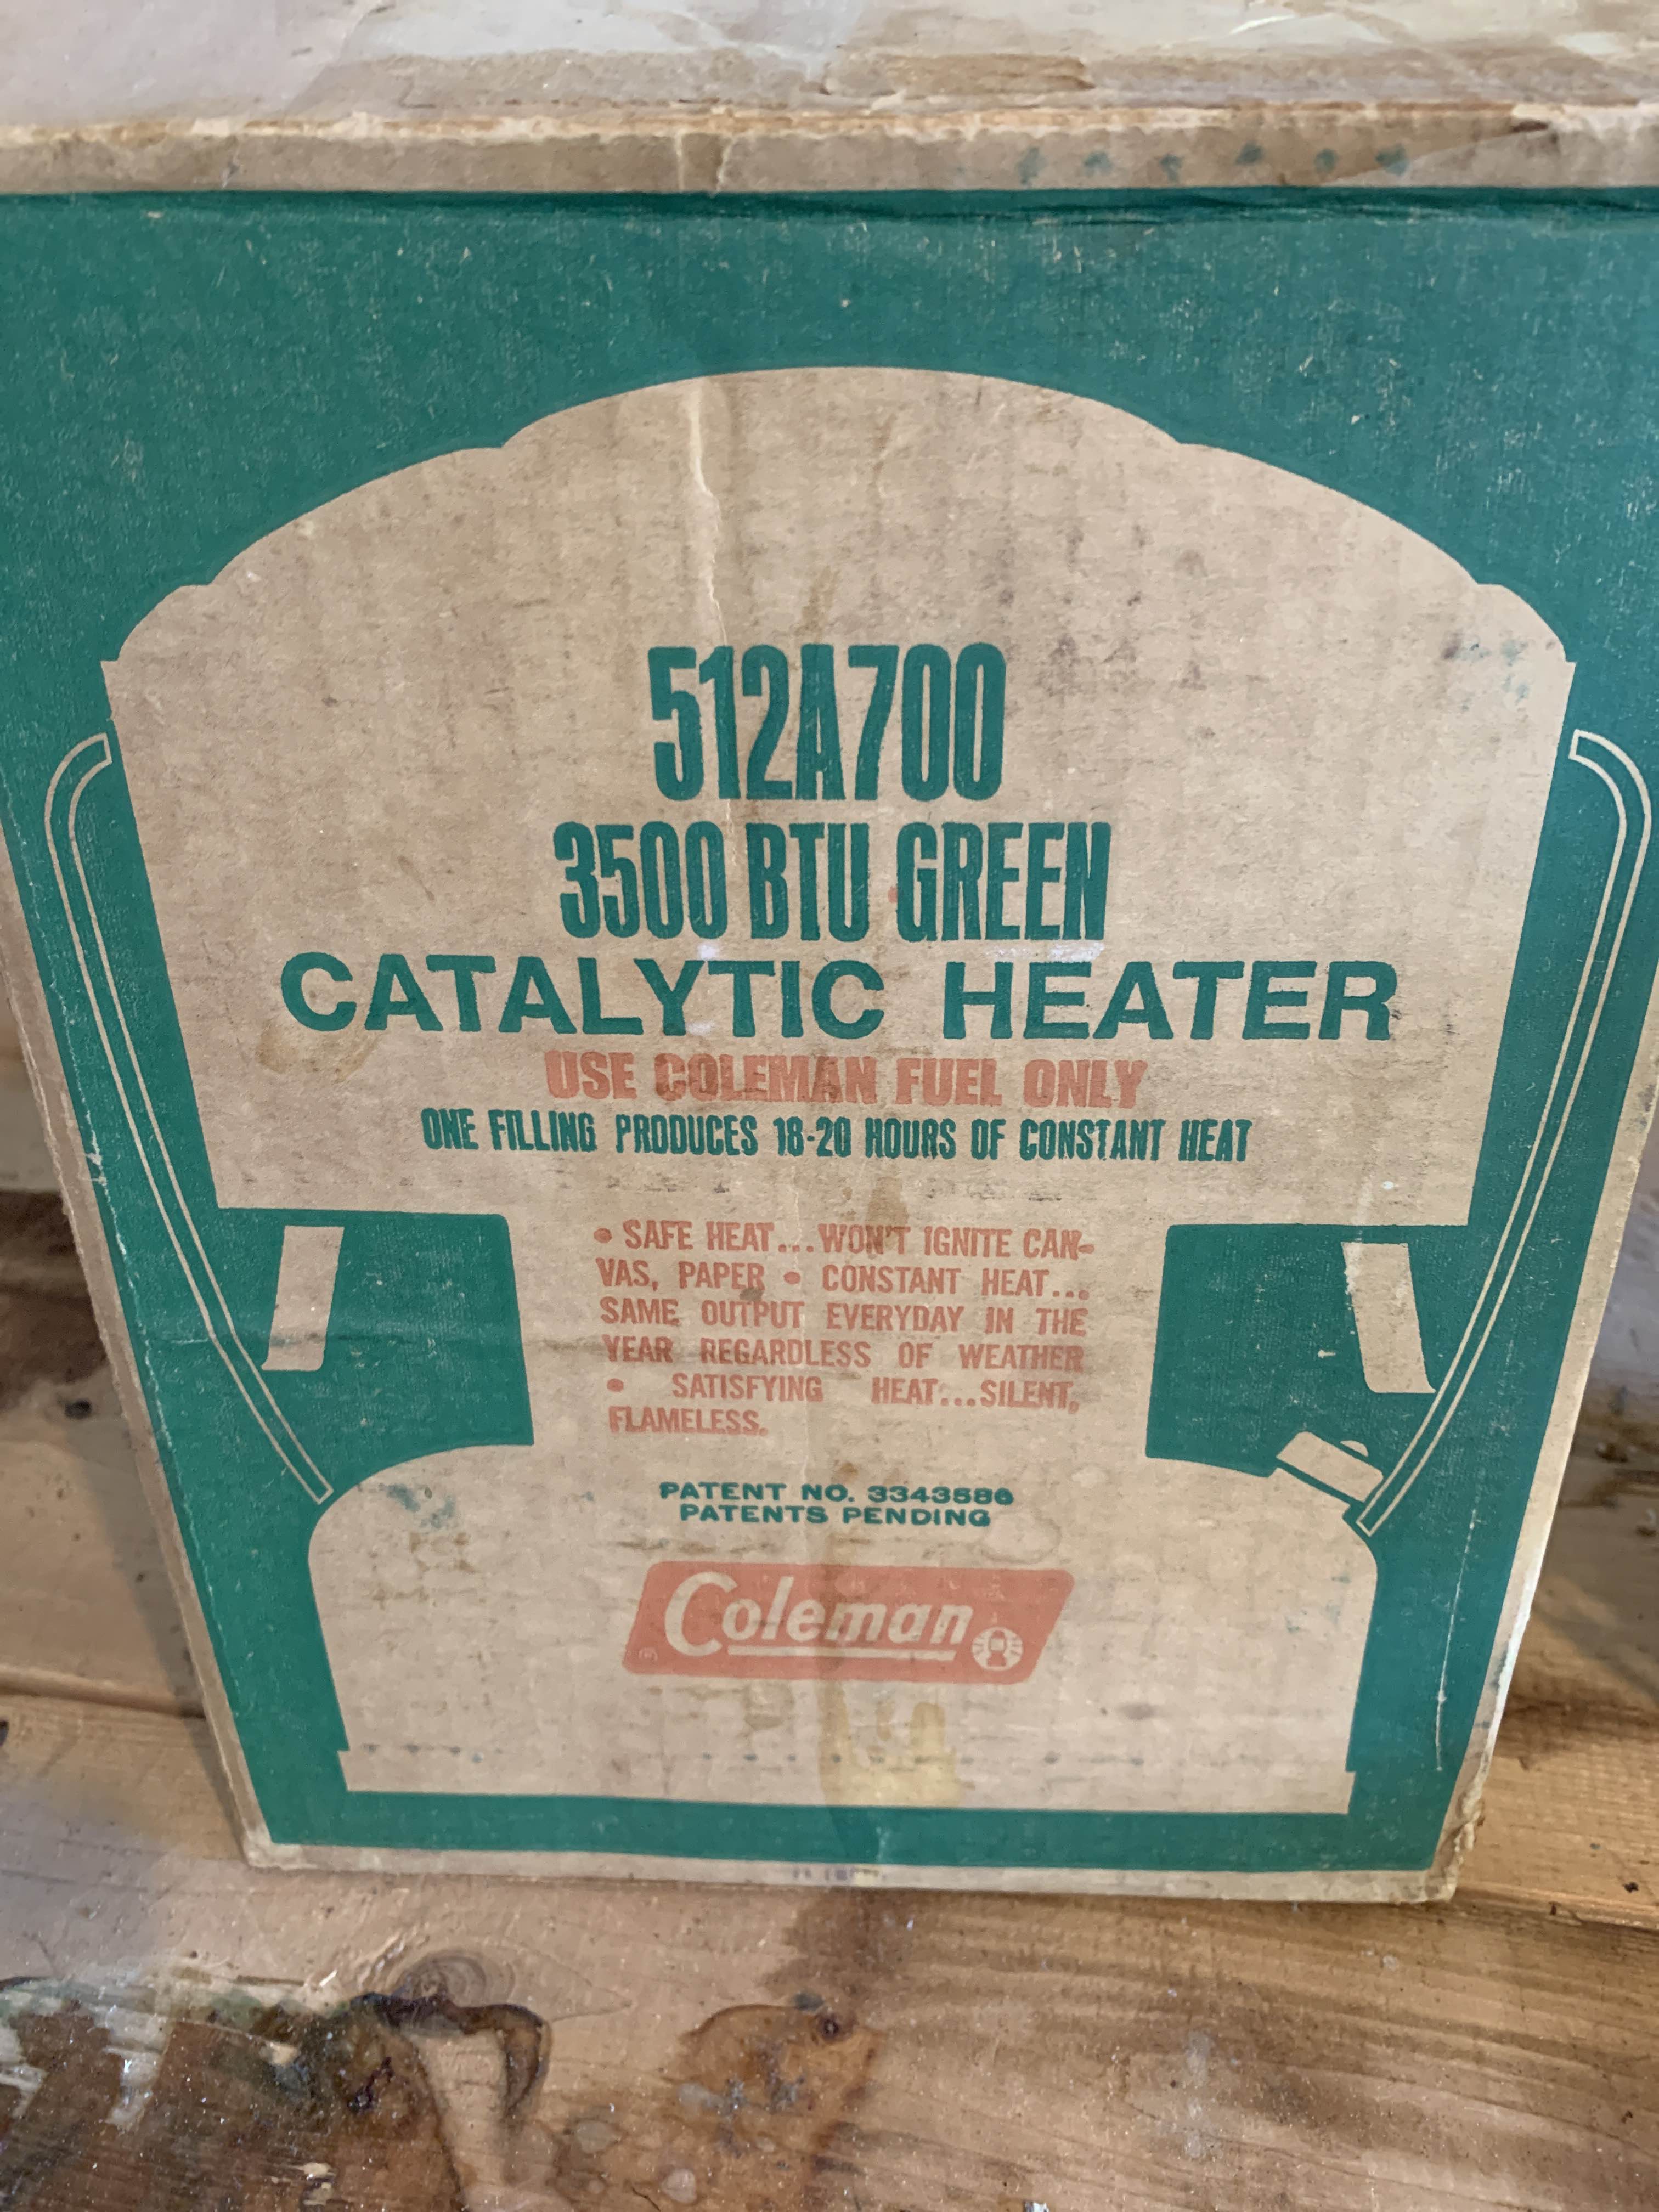 512A700
3500 BTU GREEN
CATALYTIC HEATER
USE COLEMAN FUEL ONLY
ONE FILLING PRODUCES 18-20 HOURS OF CONSTANT HEAT
• SAFE HEAT...WON'T IGNITE CAN-
VAS, PAPER • CONSTANT HEAT...
SAME OUTPUT EVERYDAY IN THE
YEAR REGARDLESS OF WEATHER
• SATISFYING HEAT...SILENT,
FLAMELESS.
PATENT NO. 3343586
PATENTS PENDING
Coleman
®